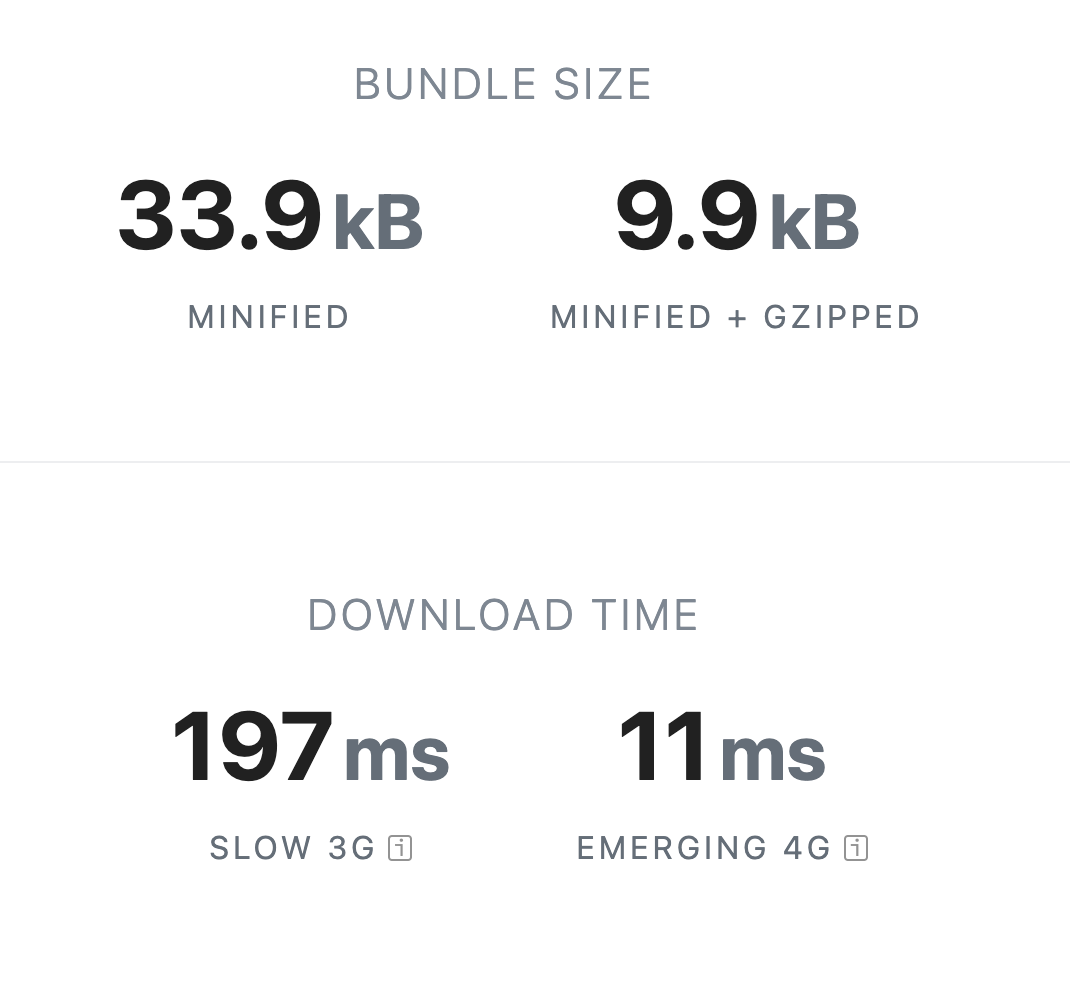 BUNDLE SIZE
33.9 kB 9.9 kB
MINIFIED MINIFIED + GZIPPED
DOWNLOAD TIME
197 ms 11 ms
SLOW 3G i EMERGING 4G i